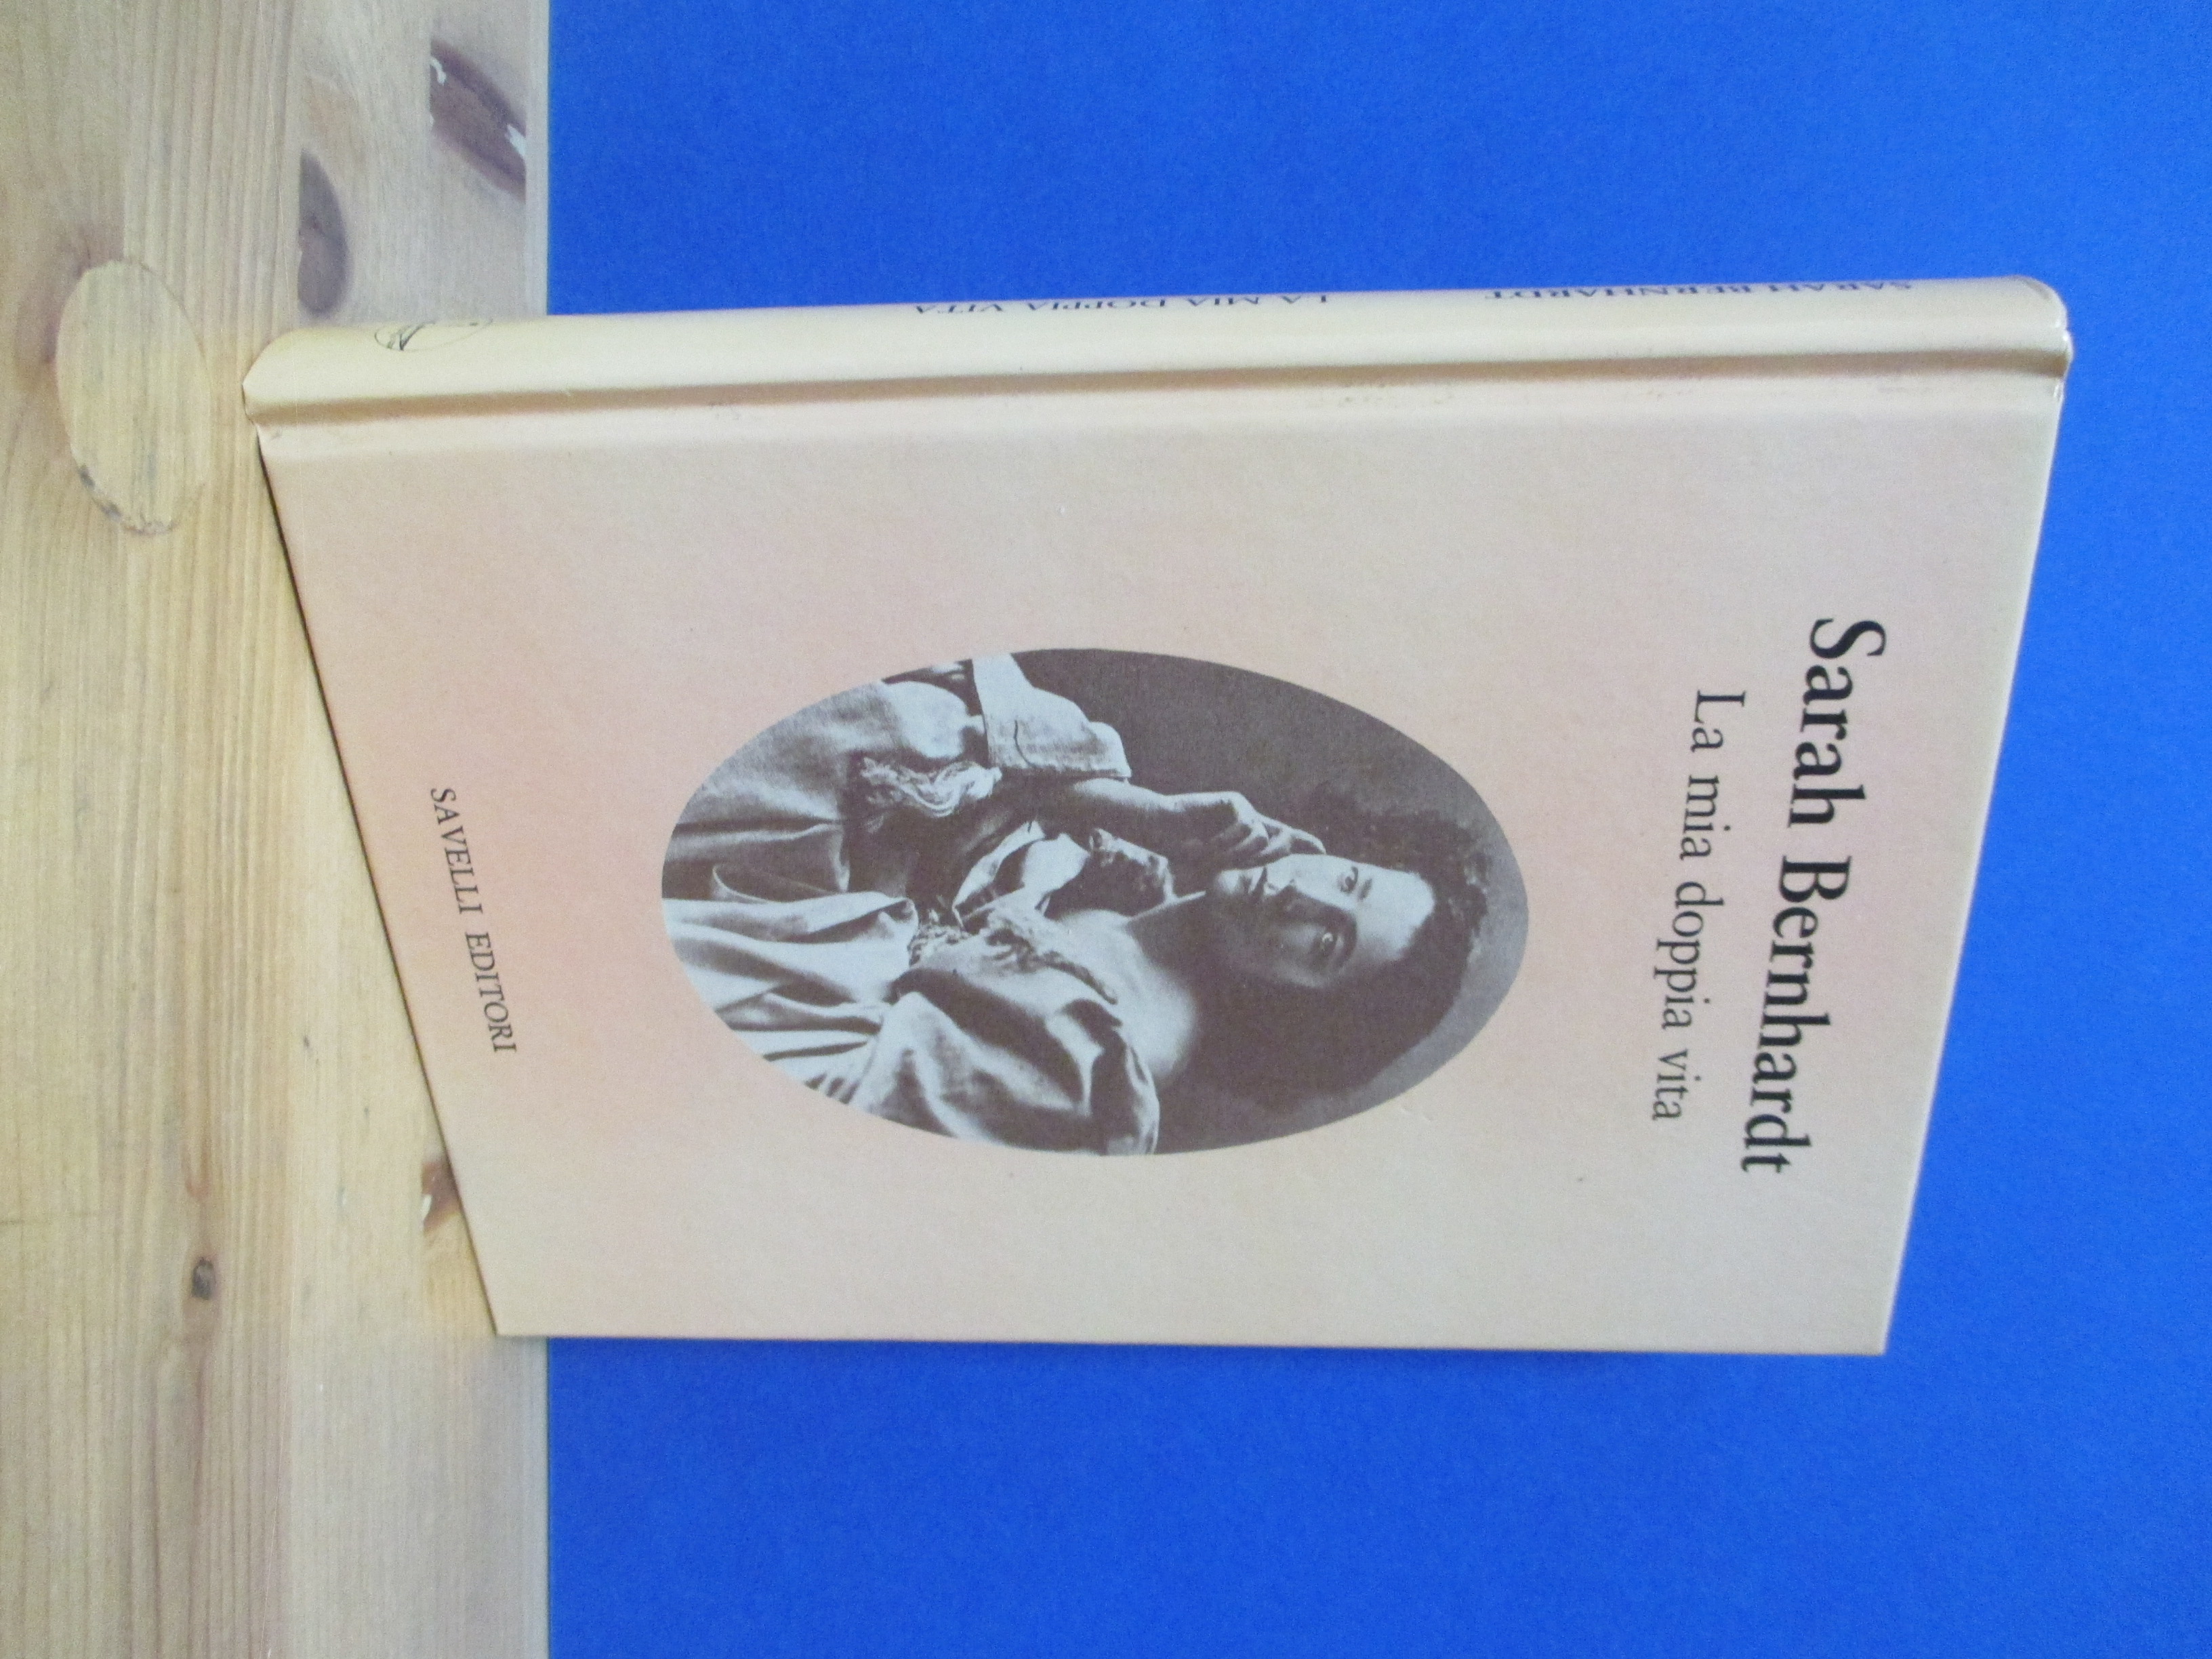 Sarah Bernhardt
La mia doppia vita
SAVELLI EDITORI
SARAH BERNHARDT
LA MIA DOPPIA VITA